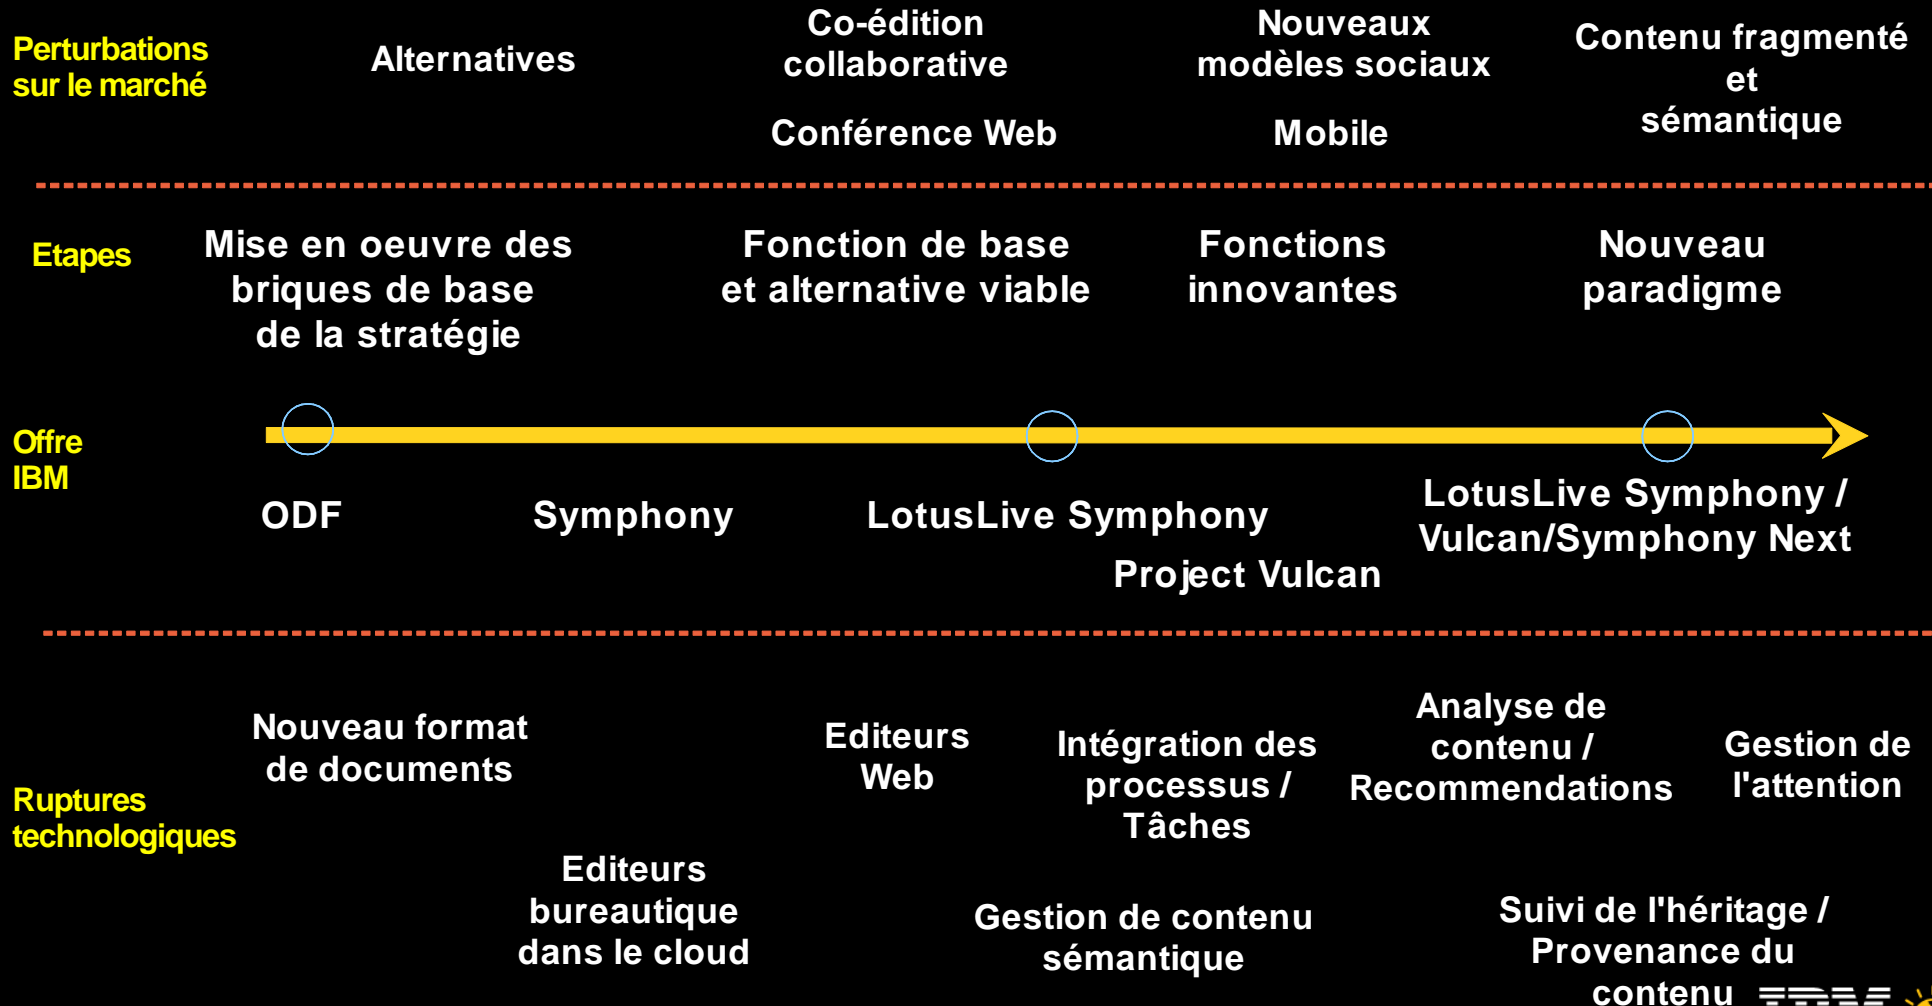 Perturbations
sur le marché
Alternatives
Co-édition
collaborative
Conférence Web
Nouveaux
modèles sociaux
Mobile
Contenu fragmenté
et
sémantique
Etapes
Mise en oeuvre des
briques de base
de la stratégie
Fonction de base
et alternative viable
Fonctions
innovantes
Nouveau
paradigme
Offre
IBM
ODF
Symphony
LotusLive Symphony
Project Vulcan
LotusLive Symphony /
Vulcan/Symphony Next
Ruptures
technologiques
Nouveau format
de documents
Editeurs
bureautique
dans le cloud
Editeurs
Web
Intégration des
processus /
Tâches
Gestion de contenu
sémantique
Analyse de
contenu /
Recommendations
Gestion de
l'attention
Suivi de l'héritage /
Provenance du
contenu
IBM